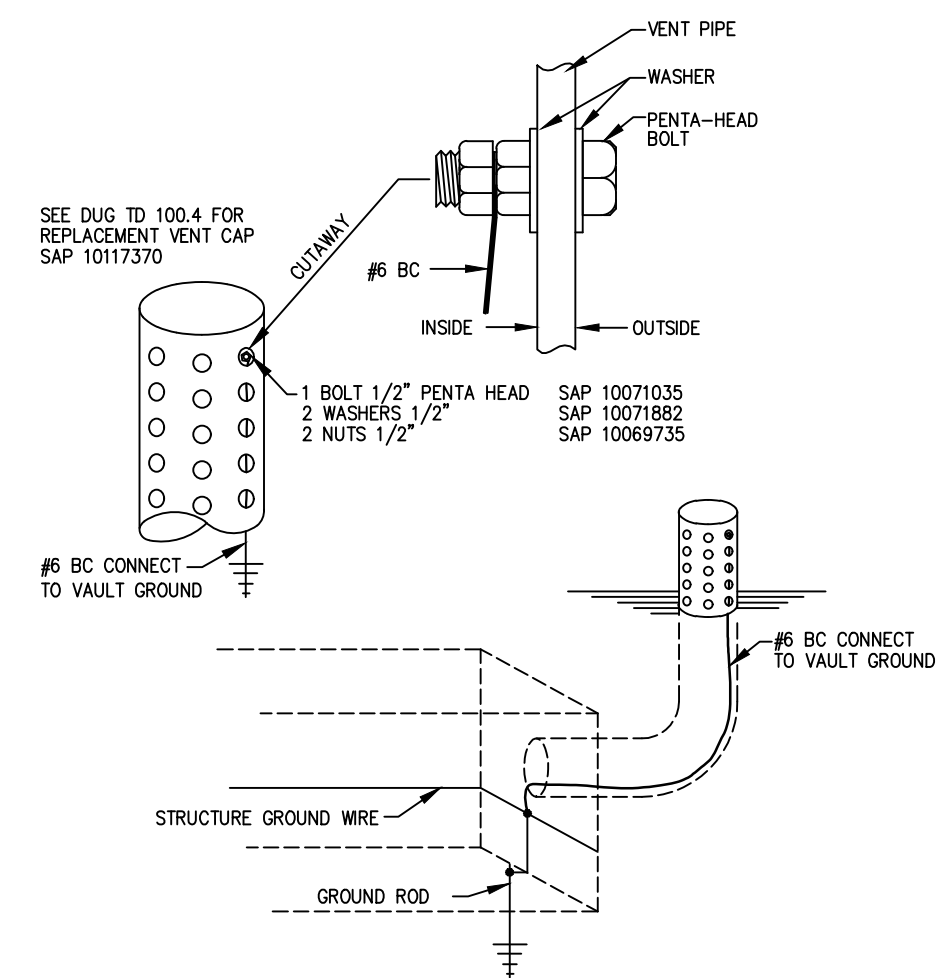 VENT PIPE
WASHER
PENTA-HEAD
BOLT
SEE DUG TD 100.4 FOR
REPLACEMENT VENT CAP
SAP 10117370
CUTAWAY
#6 BC
INSIDE
OUTSIDE
1 BOLT 1/2" PENTA HEAD SAP 10071035
2 WASHERS 1/2" SAP 10071882
2 NUTS 1/2" SAP 10069735
#6 BC CONNECT
TO VAULT GROUND
#6 BC CONNECT
TO VAULT GROUND
STRUCTURE GROUND WIRE
GROUND ROD